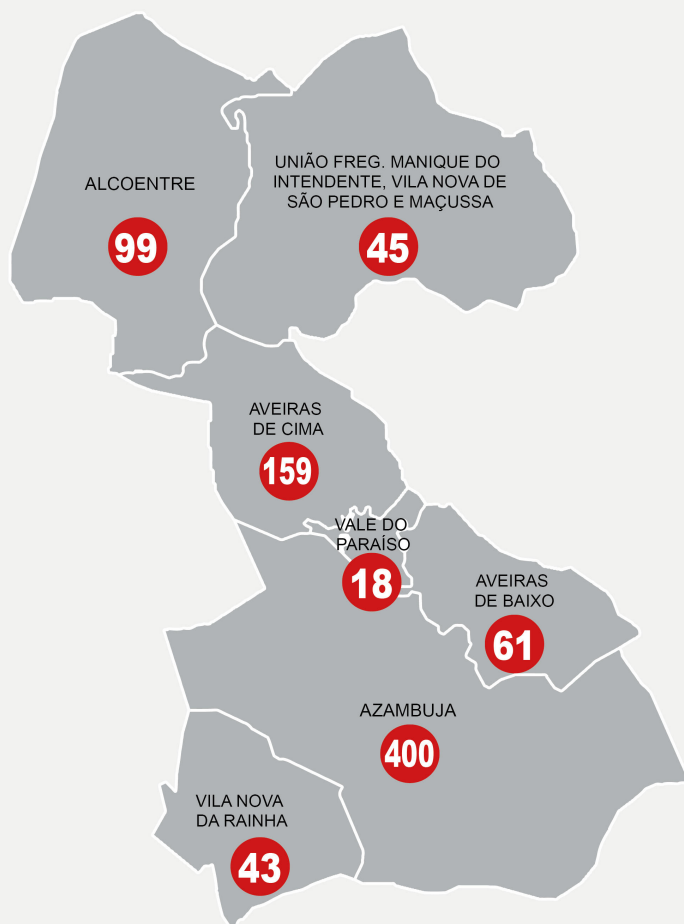 ALCOENTRE
99
UNIÃO FREG. MANIQUE DO
INTENDENTE, VILA NOVA DE
SÃO PEDRO E MAÇUSSA
45
AVEIRAS
DE CIMA
159
VALE DO
PARAÍSO
18
AVEIRAS
DE BAIXO
61
AZAMBUJA
400
VILA NOVA
DA RAINHA
43